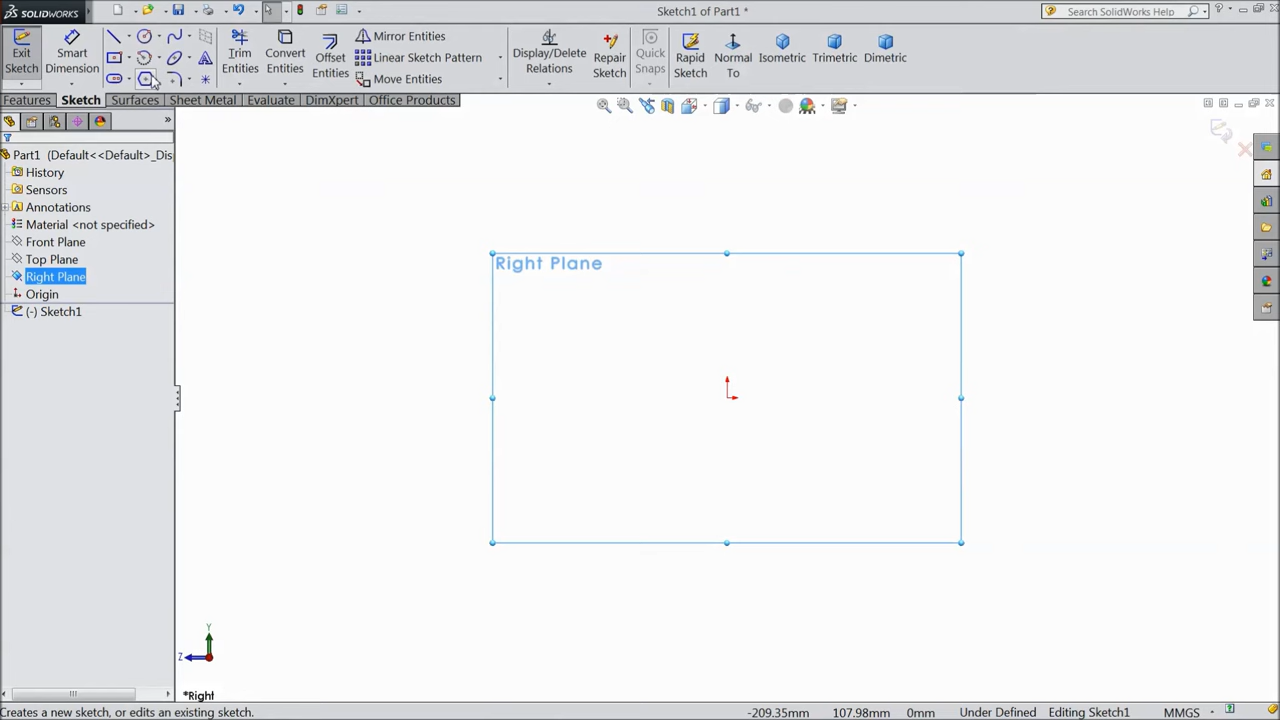 SOLIDWORKS
Sketch1 of Part1 *
Search SolidWorks Help
Exit Sketch
Smart Dimension
Trim Entities
Convert Entities
Offset Entities
Mirror Entities
Linear Sketch Pattern
Move Entities
Display/Delete Relations
Quick Snaps
Repair Sketch
Rapid Sketch
Normal To
Isometric
Trimetric
Dimetric
Features
Sketch
Surfaces
Sheet Metal
Evaluate
DimXpert
Office Products
Part1 (Default<<Default>_Dis
History
Sensors
Annotations
Material <not specified>
Front Plane
Top Plane
Right Plane
Origin
(-) Sketch1
Right Plane
Y
Z
*Right
Creates a new sketch, or edits an existing sketch.
-209.35mm
107.98mm
0mm
Under Defined
Editing Sketch1
MMGS